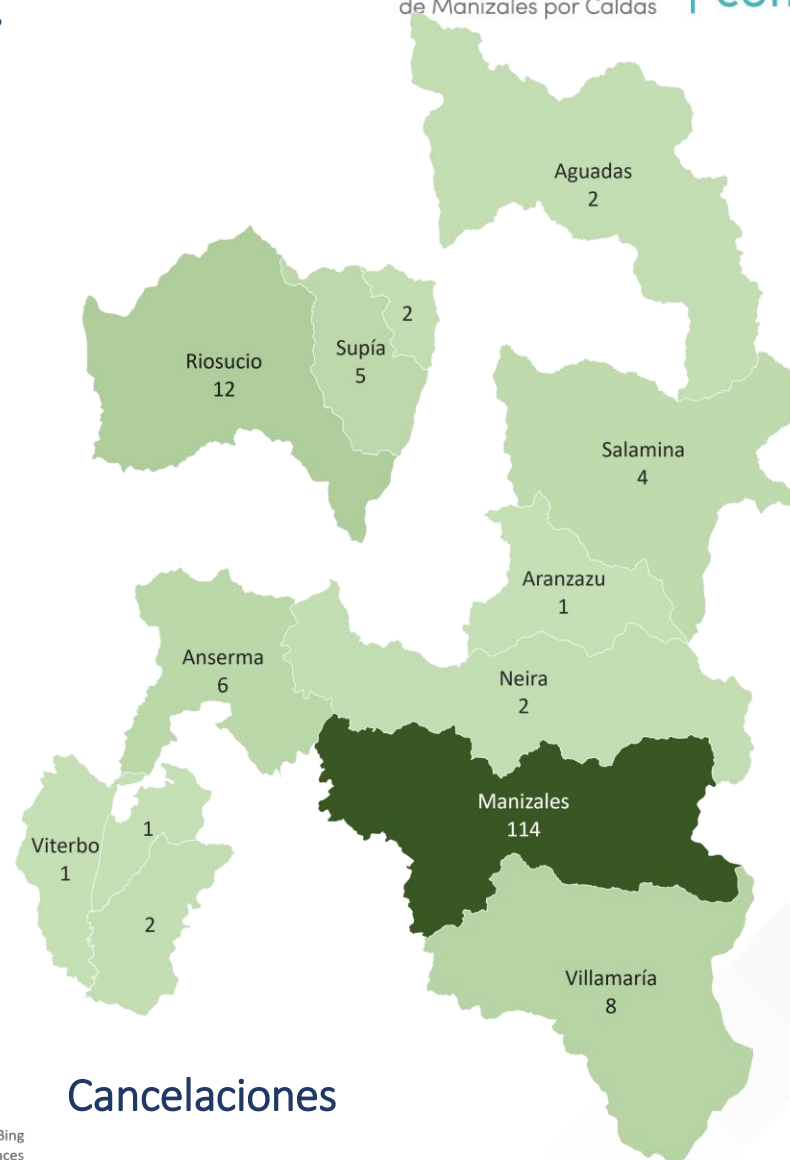 de Manizales por Caldas
Aguadas
2
2
Supía
5
Riosucio
12
Salamina
4
Aranzazu
1
Anserma
6
Neira
2
Manizales
114
1
Viterbo
1
2
Villamaría
8
Cancelaciones
Bing